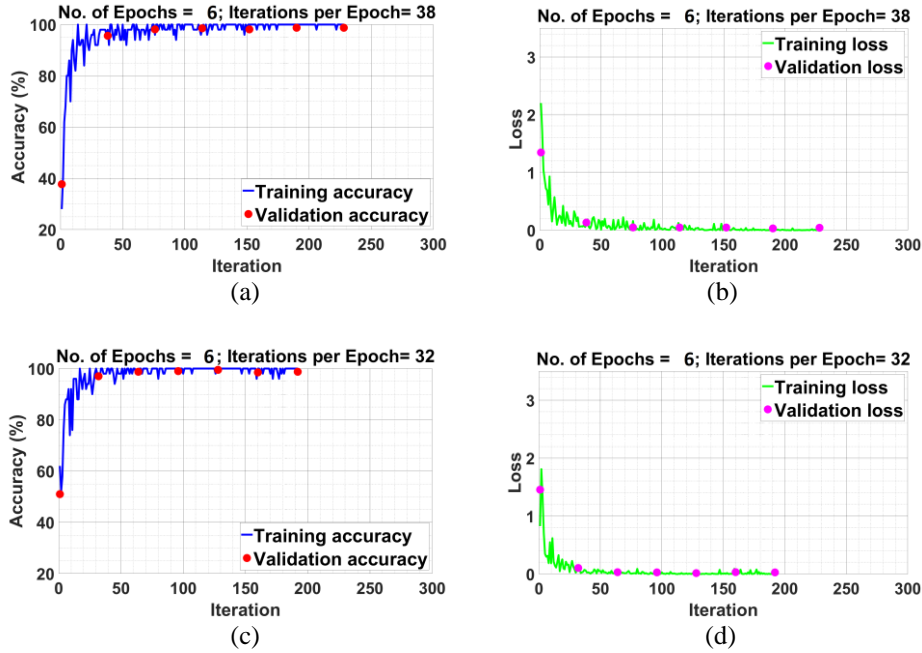 No. of Epochs = 6; Iterations per Epoch= 38
100
80
60
40
20
Accuracy (%)
Training accuracy
Validation accuracy
0 50 100 150 200 250 300
Iteration
(a)
No. of Epochs = 6; Iterations per Epoch= 38
3
2
1
0
Loss
Training loss
Validation loss
0 50 100 150 200 250 300
Iteration
(b)
No. of Epochs = 6; Iterations per Epoch= 32
100
80
60
40
20
Accuracy (%)
Training accuracy
Validation accuracy
0 50 100 150 200 250 300
Iteration
(c)
No. of Epochs = 6; Iterations per Epoch= 32
3
2
1
0
Loss
Training loss
Validation loss
0 50 100 150 200 250 300
Iteration
(d)